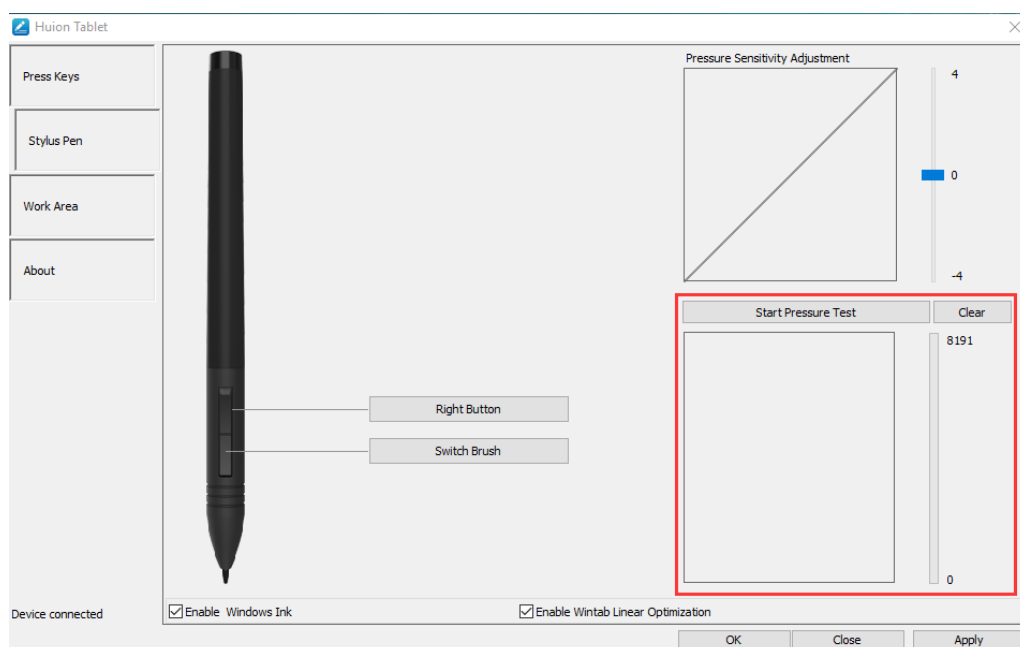 Huion Tablet
Press Keys
Stylus Pen
Work Area
About
Pressure Sensitivity Adjustment
4
0
-4
Start Pressure Test
Clear
8191
0
Right Button
Switch Brush
Device connected
Enable Windows Ink
Enable Wintab Linear Optimization
OK
Close
Apply